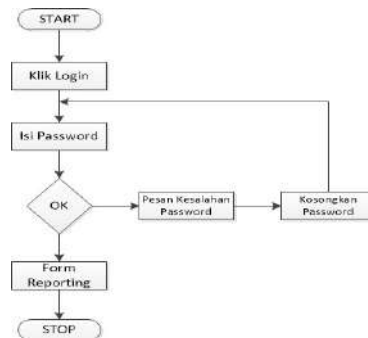 START
Klik Login
Isi Password
OK
Pesan Kesalahan
Password
Kosongkan
Password
Form
Reporting
STOP